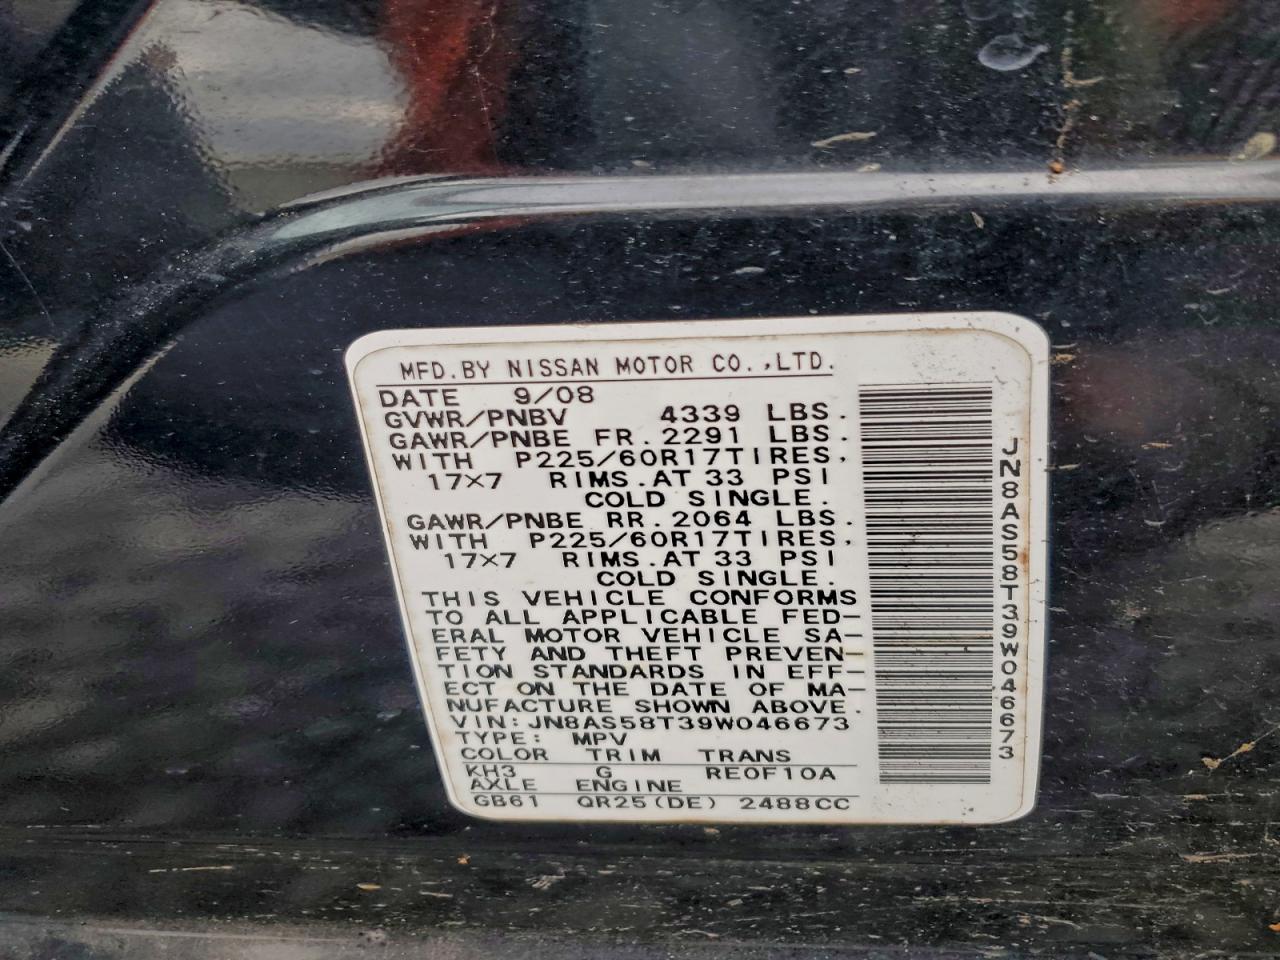 MFD.BY NISSAN MOTOR CO.,LTD.
DATE 9/08
GVWR/PNBV 4339 LBS.
GAWR/PNBE FR.2291 LBS.
WITH P225/60R17TIRES.
17×7 RIMS.AT 33 PSI
COLD SINGLE.
GAWR/PNBE RR.2064 LBS.
WITH P225/60R17TIRES.
17×7 RIMS.AT 33 PSI
COLD SINGLE.
THIS VEHICLE CONFORMS
TO ALL APPLICABLE FED-
ERAL MOTOR VEHICLE SA-
FETY AND THEFT PREVEN-
TION STANDARDS IN EFF-
ECT ON THE DATE OF MA-
NUFACTURE SHOWN ABOVE.
VIN:JN8AS58T39W046673
TYPE: MPV
COLOR TRIM TRANS
KH3 G RE0F10A
AXLE ENGINE
GB61 QR25(DE) 2488CC
JN8AS58T39W046673